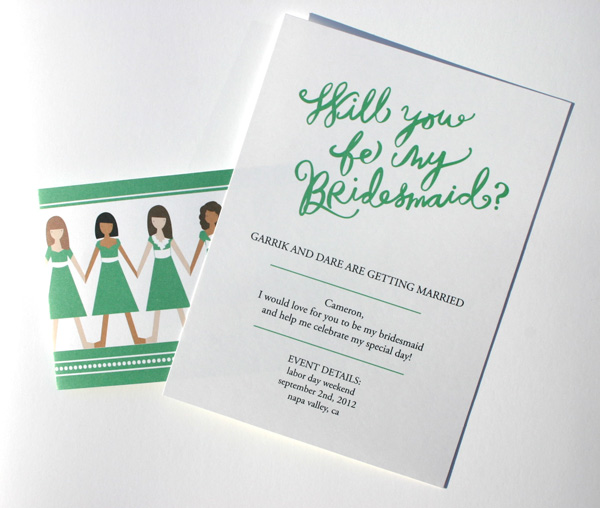 Will you
be my
Bridesmaid?
GARRIK AND DARE ARE GETTING MARRIED
Cameron,
I would love for you to be my bridesmaid
and help me celebrate my special day!
EVENT DETAILS:
labor day weekend
september 2nd, 2012
napa valley, ca